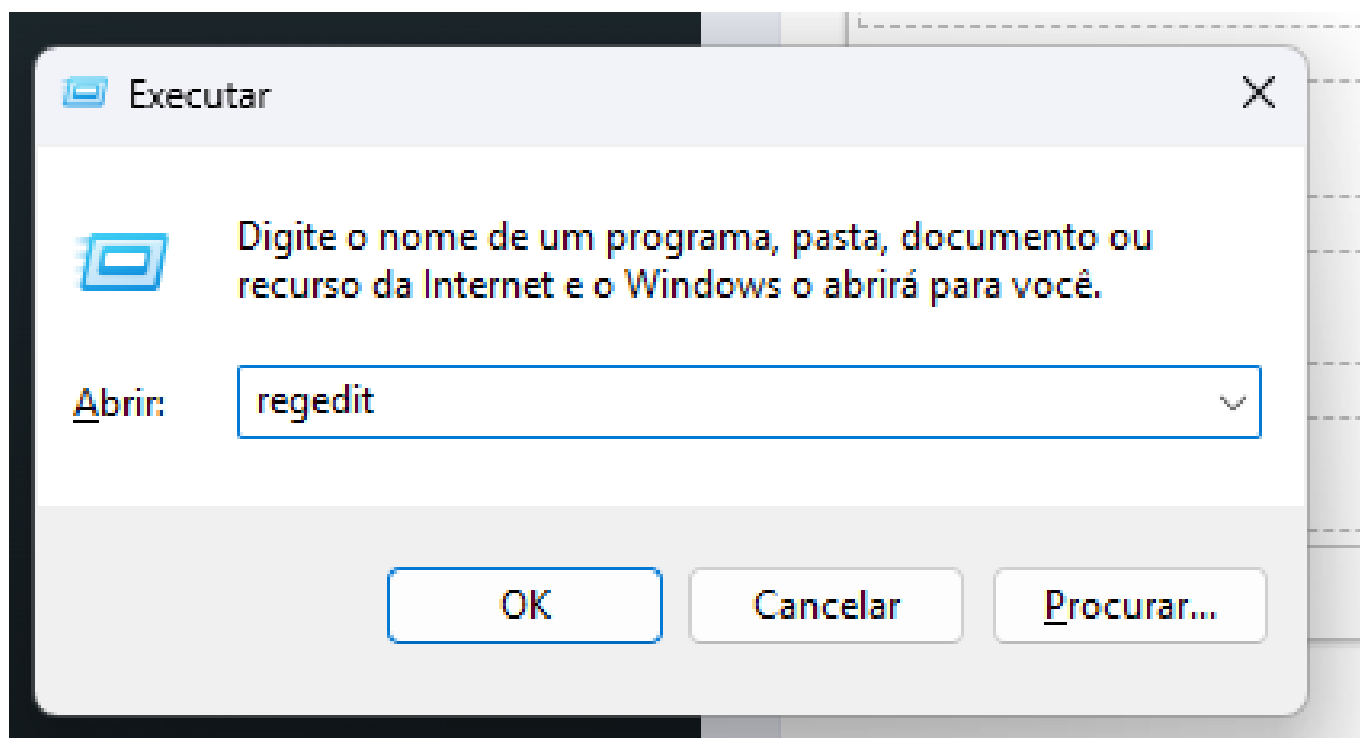 Executar
Digite o nome de um programa, pasta, documento ou
recurso da Internet e o Windows o abrirá para você.
Abrir: regedit
OK Cancelar Procurar...